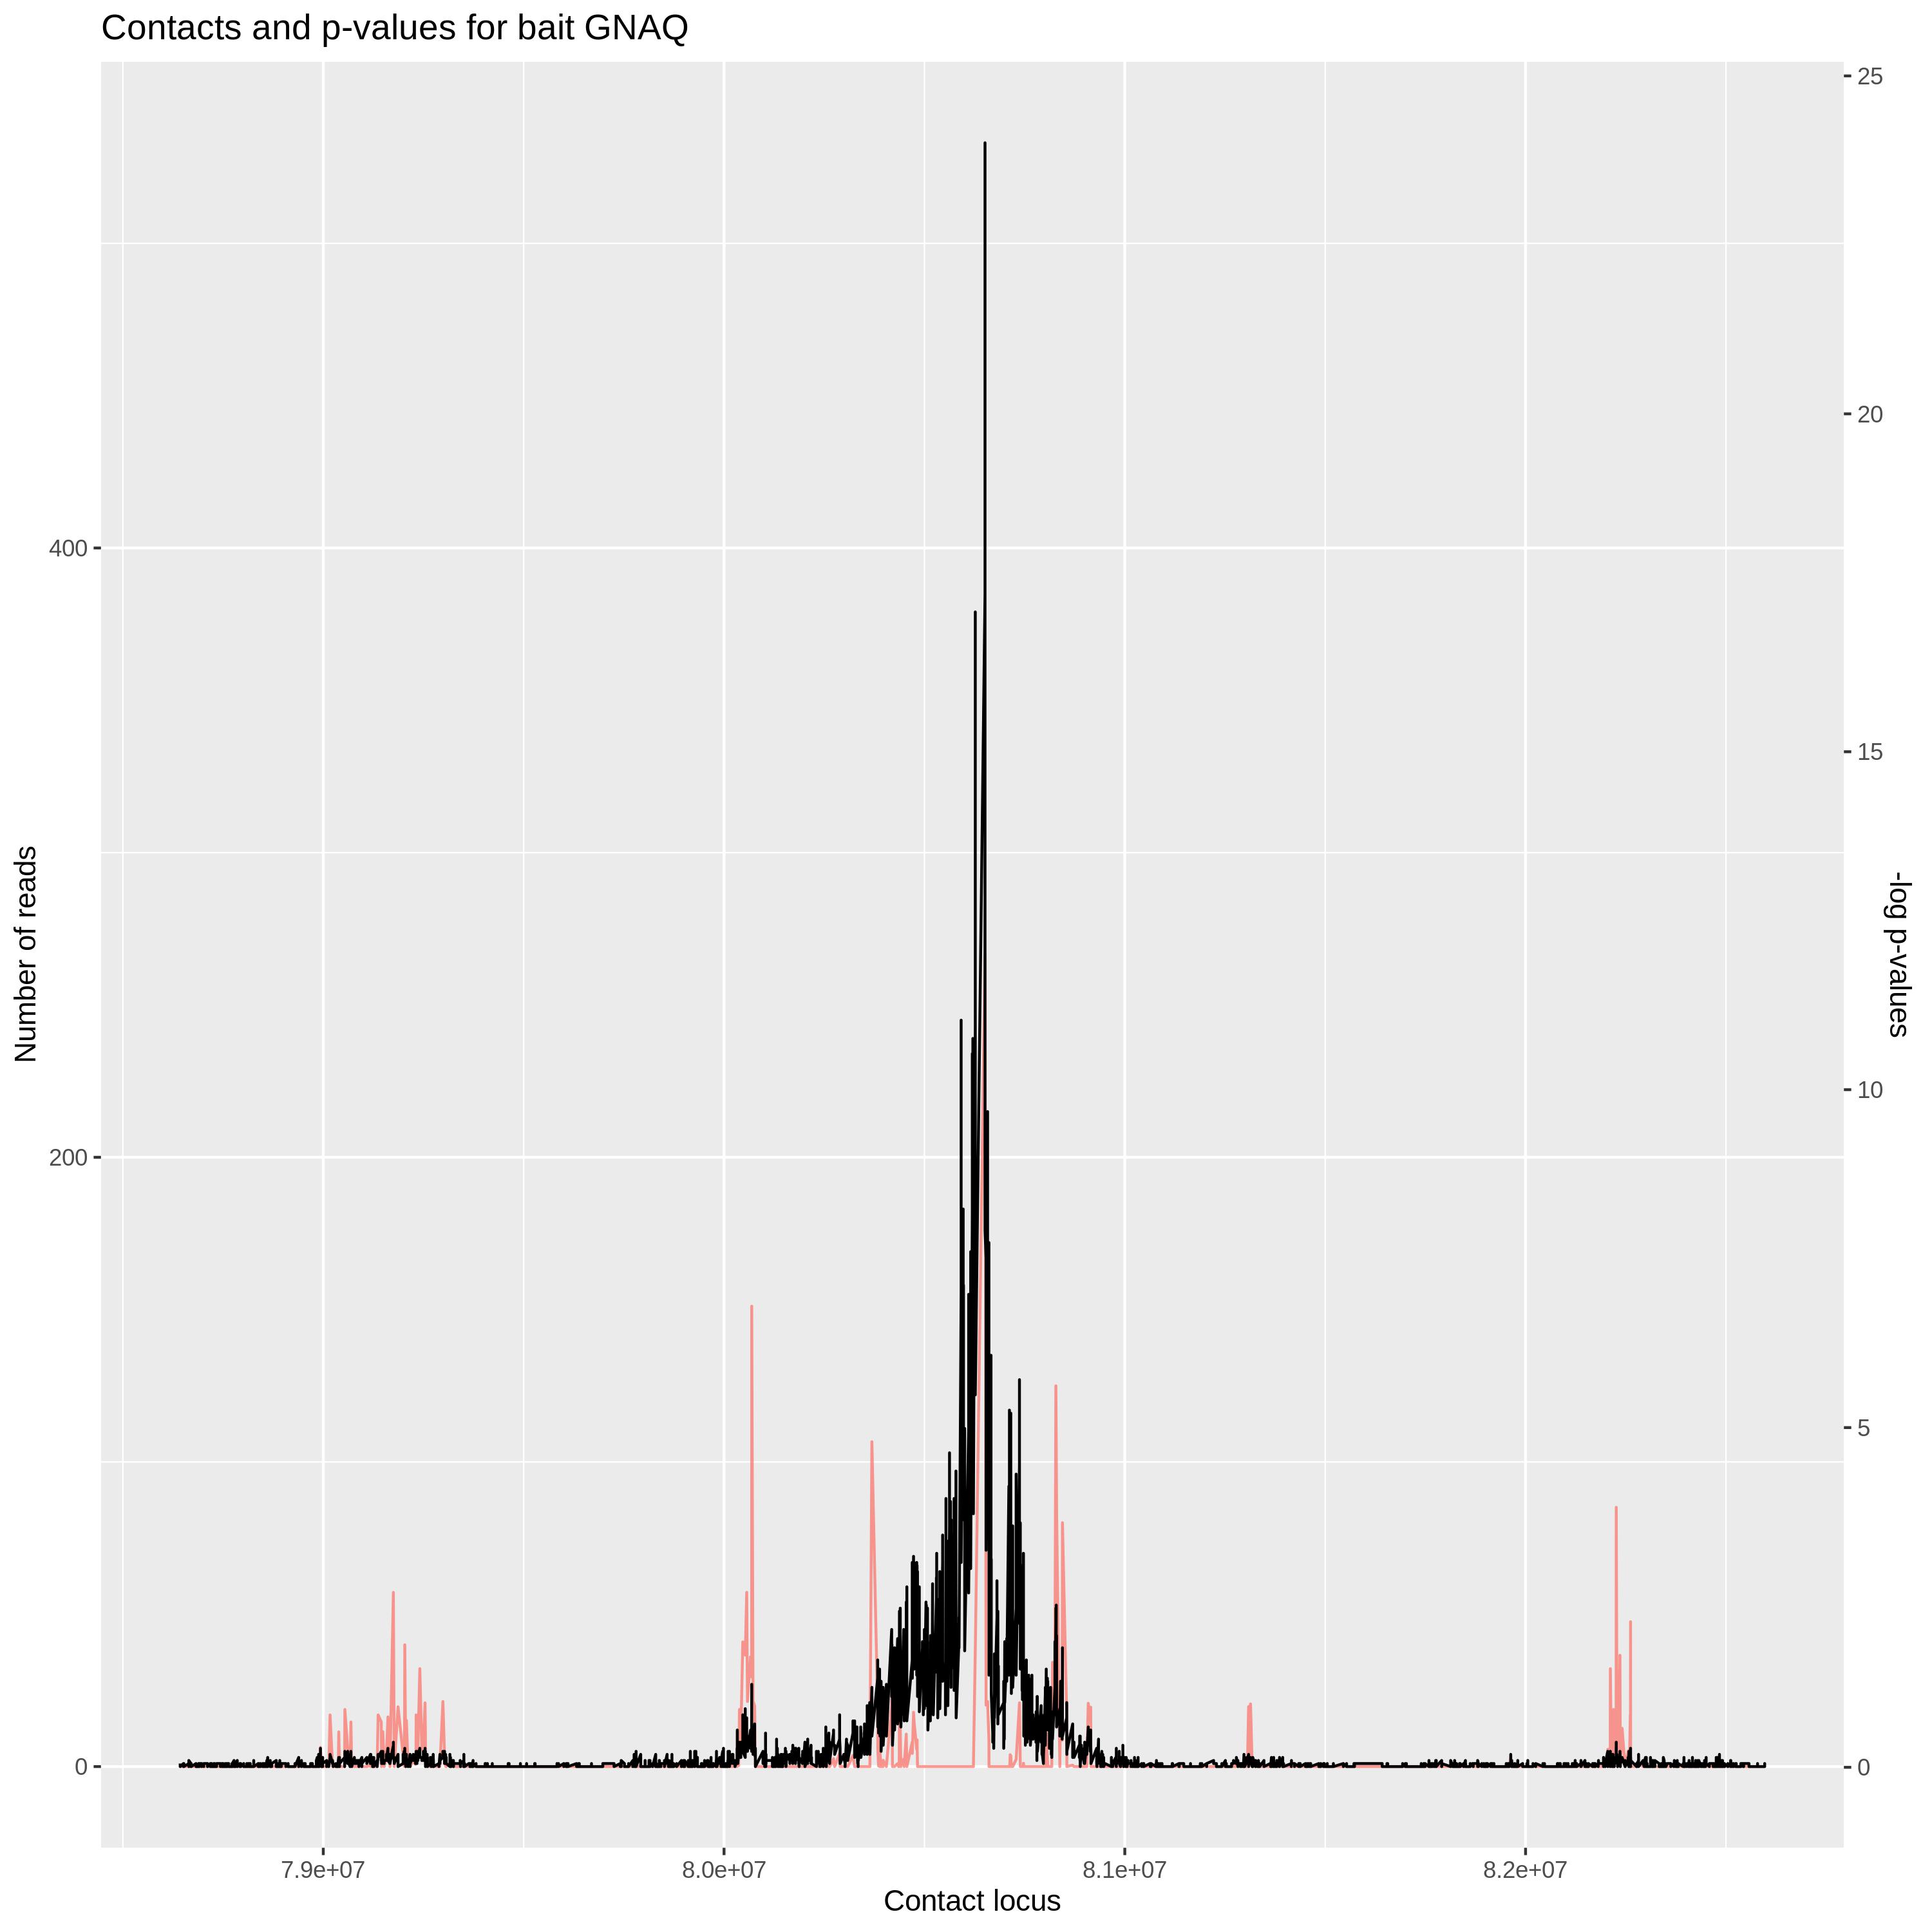 Contacts and p-values for bait GNAQ
Number of reads
400
200
0
25
20
15
10
5
0
-log p-values
7.9e+07 8.0e+07 8.1e+07 8.2e+07
Contact locus